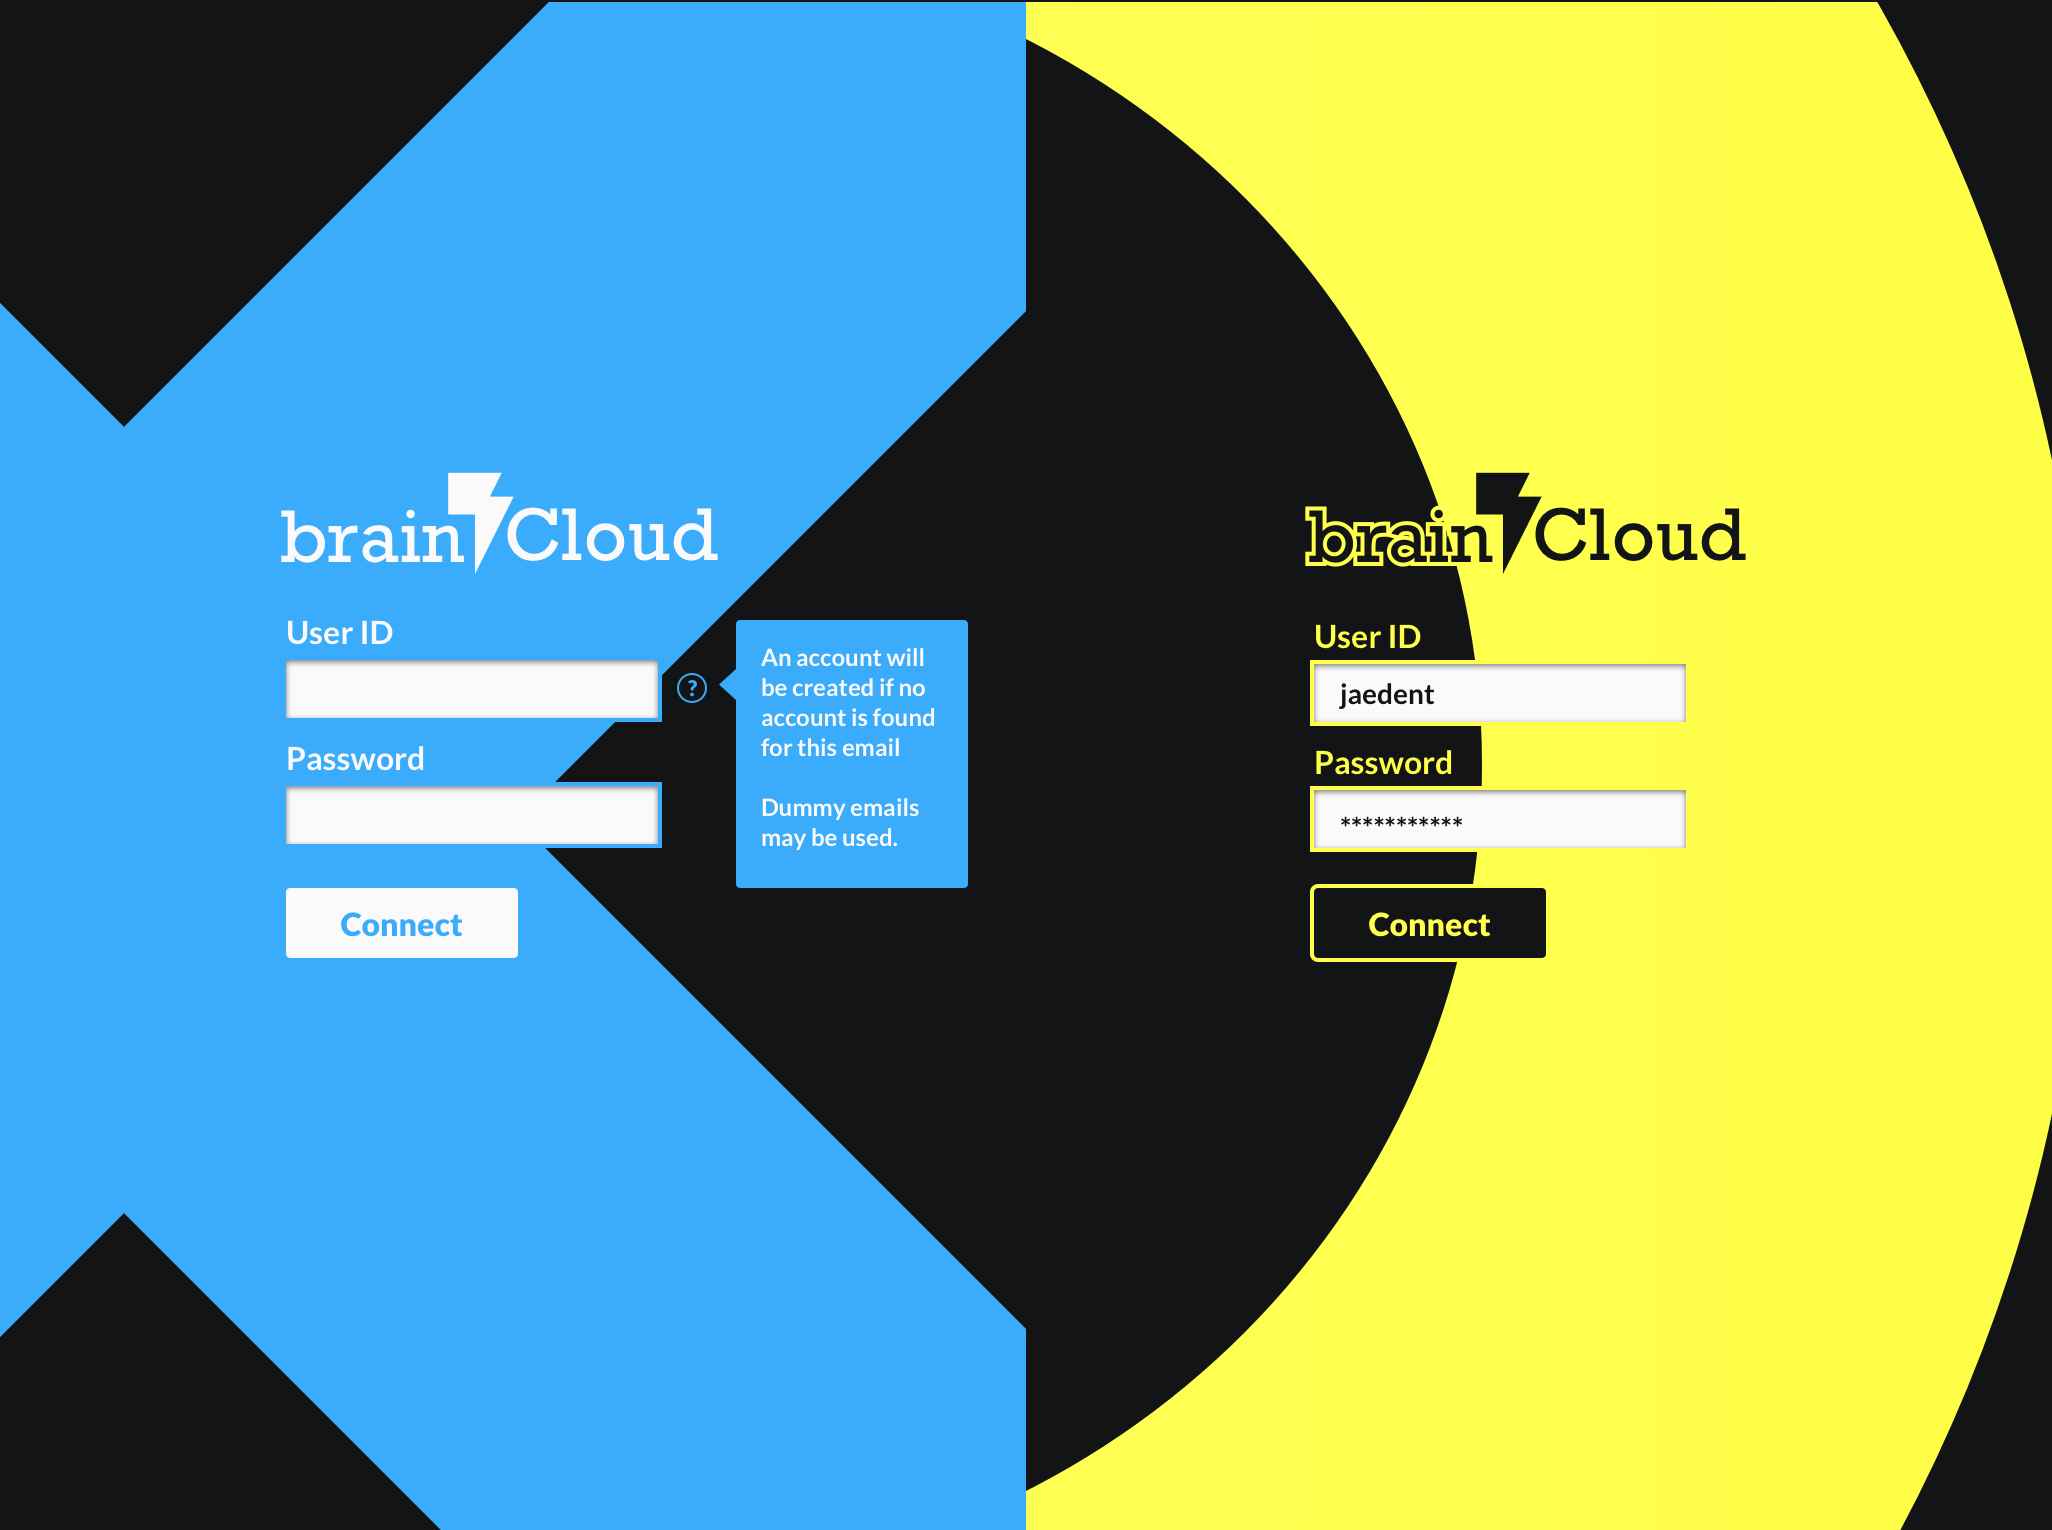 brainCloud
User ID
?
An account will
be created if no
account is found
for this email
Dummy emails
may be used.
Password
Connect
brainCloud
User ID
jaedent
Password
***********
Connect